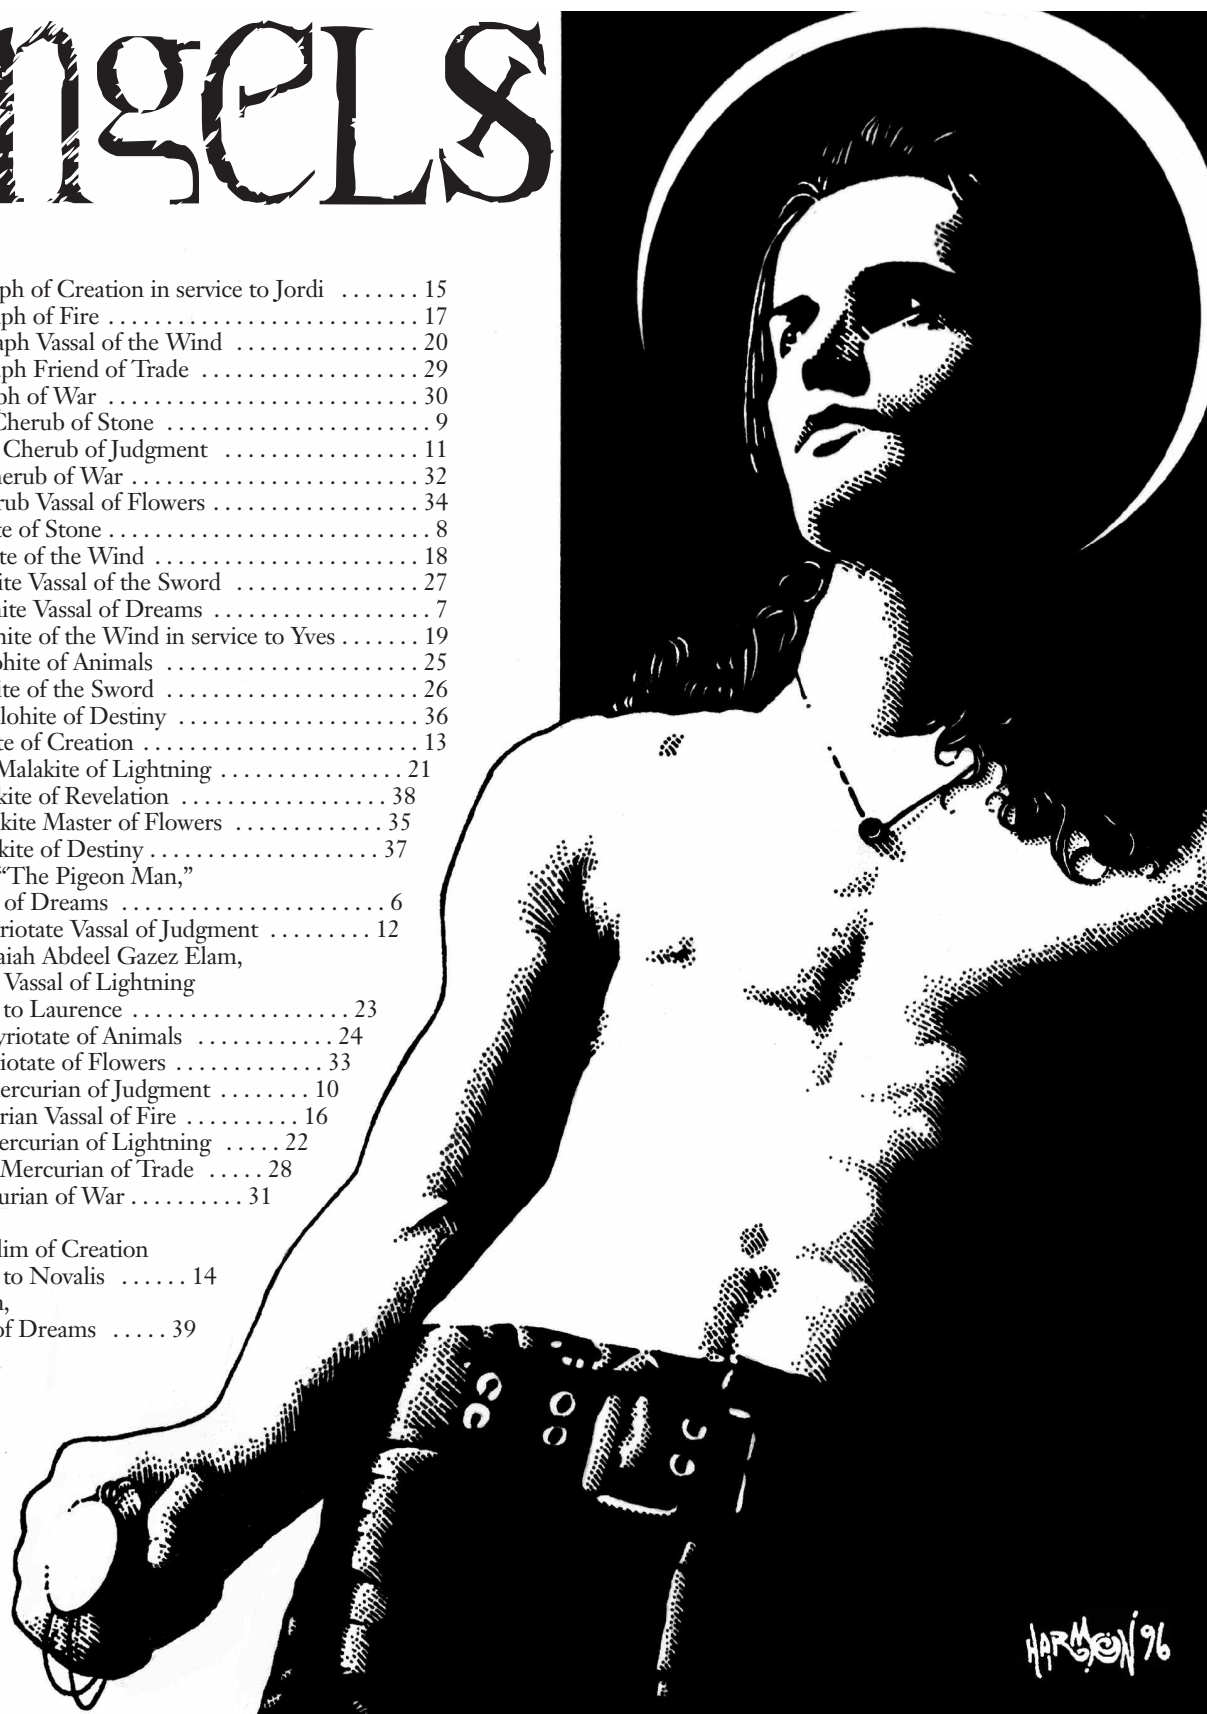 ngels
ph of Creation in service to Jordi ....... 15
ph of Fire ........................... 17
aph Vassal of the Wind ................ 20
ph Friend of Trade ................... 29
ph of War ........................... 30
Cherub of Stone ....................... 9
Cherub of Judgment ................. 11
herub of War ......................... 32
rub Vassal of Flowers .................. 34
te of Stone ............................ 8
te of the Wind ....................... 18
ite Vassal of the Sword ................. 27
ite Vassal of Dreams .................. 7
hite of the Wind in service to Yves ....... 19
hite of Animals ...................... 25
ite of the Sword ...................... 26
lohite of Destiny ..................... 36
te of Creation ........................ 13
Malakite of Lightning ................ 21
kite of Revelation .................. 38
kite Master of Flowers ............. 35
kite of Destiny .................... 37
“The Pigeon Man,”
of Dreams ....................... 6
riotate Vassal of Judgment ......... 12
aiah Abdeel Gazez Elam,
Vassal of Lightning
to Laurence ................... 23
yriotate of Animals ............ 24
iotate of Flowers ............. 33
ercurian of Judgment ........ 10
rian Vassal of Fire .......... 16
ercurian of Lightning ..... 22
Mercurian of Trade ..... 28
urian of War .......... 31
lim of Creation
to Novalis ...... 14
,
of Dreams ..... 39
HARMON '96